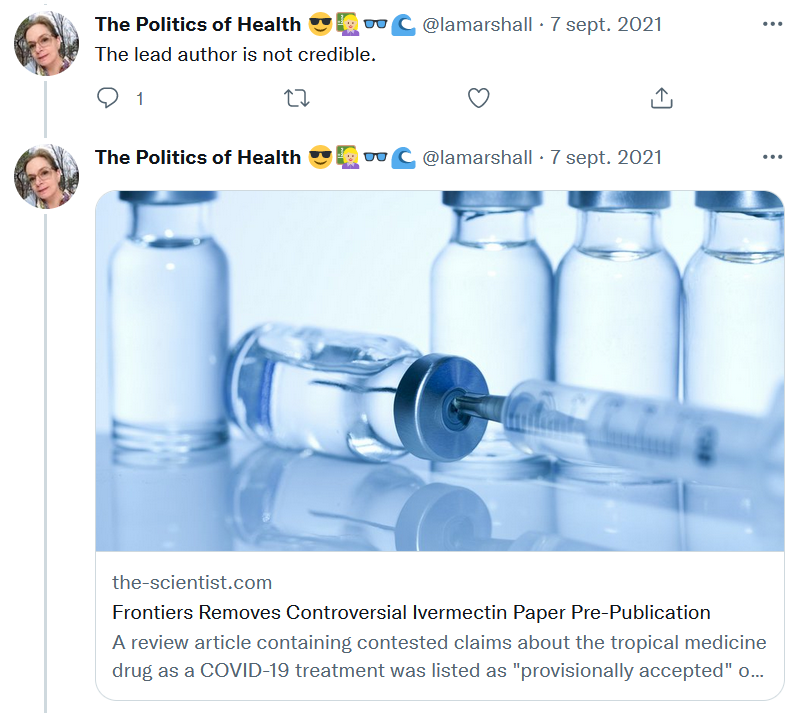 The Politics of Health 😎👩🏼‍🏫🕶️🌊 @lamarshall · 7 sept. 2021
The lead author is not credible.
1
The Politics of Health 😎👩🏼‍🏫🕶️🌊 @lamarshall · 7 sept. 2021
the-scientist.com
Frontiers Removes Controversial Ivermectin Paper Pre-Publication
A review article containing contested claims about the tropical medicine
drug as a COVID-19 treatment was listed as "provisionally accepted" o...